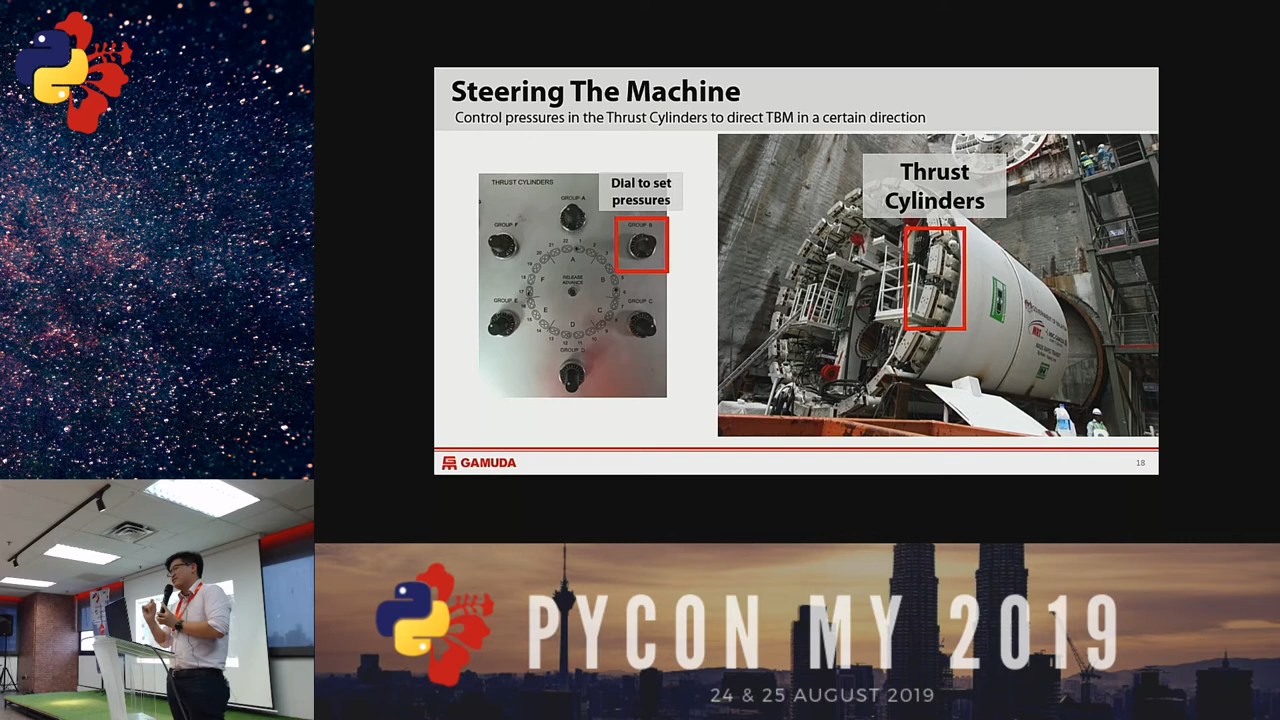 Steering The Machine
Control pressures in the Thrust Cylinders to direct TBM in a certain direction
THRUST CYLINDERS
Dial to set
pressures
GROUP A
GROUP B
GROUP C
GROUP E
GROUP F
A
B
C
D
E
F
RELEASE
ADVANCE
Thrust
Cylinders
GAMUDA
18
PYCON MY 2019
24 & 25 AUGUST 2019